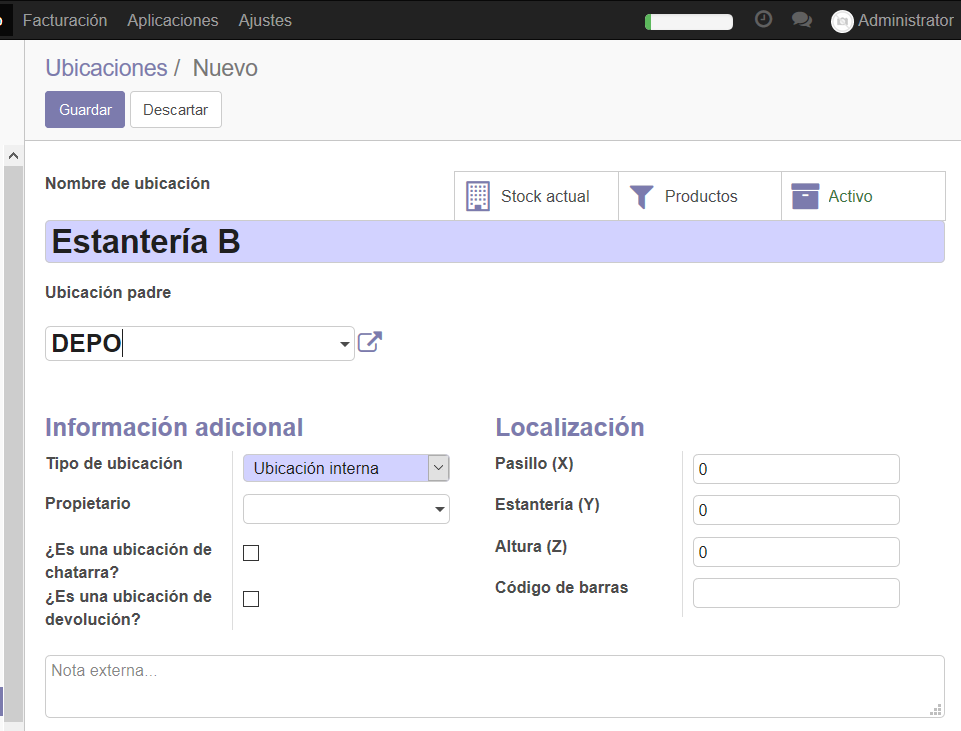 Facturación Aplicaciones Ajustes Administrator
Ubicaciones / Nuevo
Guardar Descartar
Nombre de ubicación
Stock actual Productos Activo
Estantería B
Ubicación padre
DEPO
Información adicional
Tipo de ubicación Ubicación interna
Propietario
¿Es una ubicación de
chatarra?
¿Es una ubicación de
devolución?
Localización
Pasillo (X) 0
Estantería (Y) 0
Altura (Z) 0
Código de barras
Nota externa...